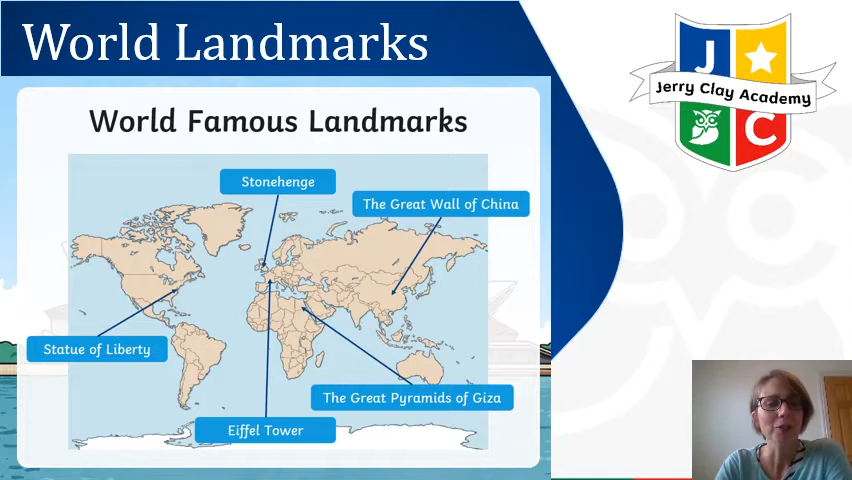 World Landmarks
J
C
Jerry Clay Academy
World Famous Landmarks
Stonehenge
The Great Wall of China
Statue of Liberty
The Great Pyramids of Giza
Eiffel Tower